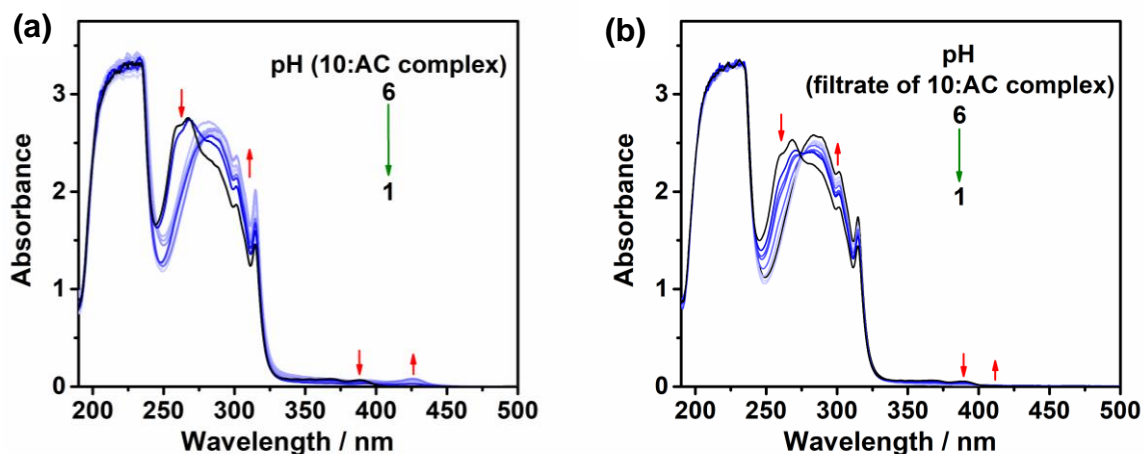 (a)
pH (10:AC complex)
6
1
Absorbance
3
2
1
0
200 250 300 350 400 450 500
Wavelength / nm
(b)
pH
(filtrate of 10:AC complex)
6
1
Absorbance
3
2
1
0
200 250 300 350 400 450 500
Wavelength / nm